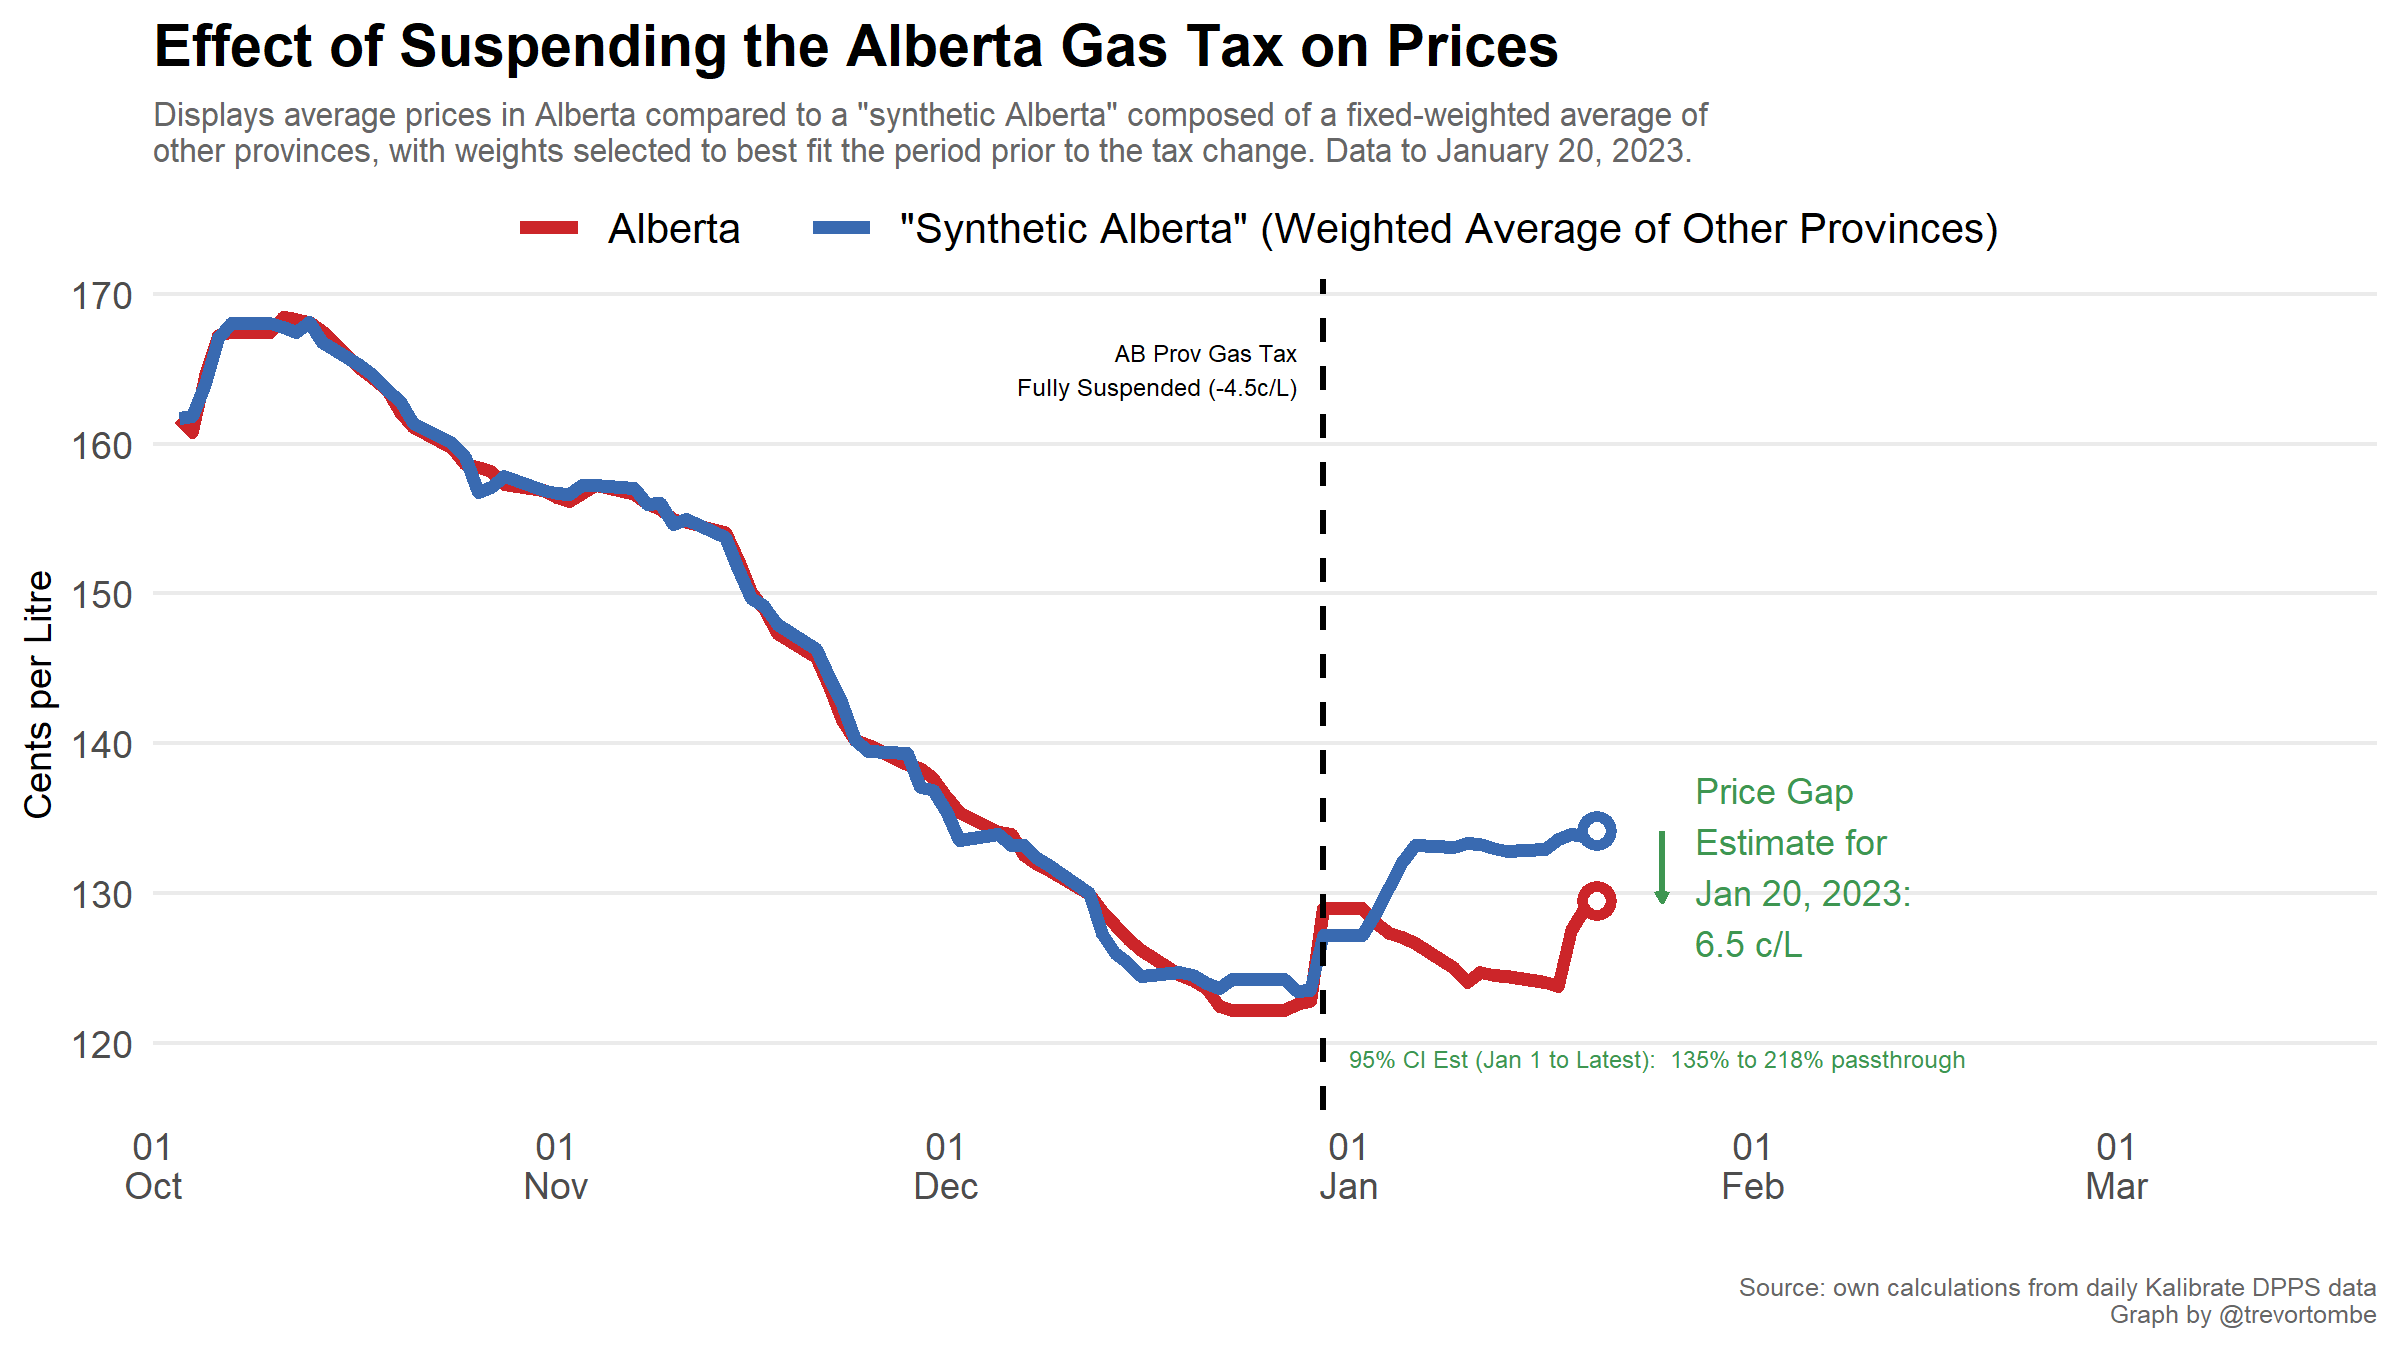 Effect of Suspending the Alberta Gas Tax on Prices
Displays average prices in Alberta compared to a "synthetic Alberta" composed of a fixed-weighted average of
other provinces, with weights selected to best fit the period prior to the tax change. Data to January 20, 2023.
Alberta
"Synthetic Alberta" (Weighted Average of Other Provinces)
170
160
150
140
130
120
Cents per Litre
AB Prov Gas Tax
Fully Suspended (-4.5c/L)
Price Gap
Estimate for
Jan 20, 2023:
6.5 c/L
95% CI Est (Jan 1 to Latest):  135% to 218% passthrough
01 01 01 01 01 01
Oct Nov Dec Jan Feb Mar
Source: own calculations from daily Kalibrate DPPS data
Graph by @trevortombe